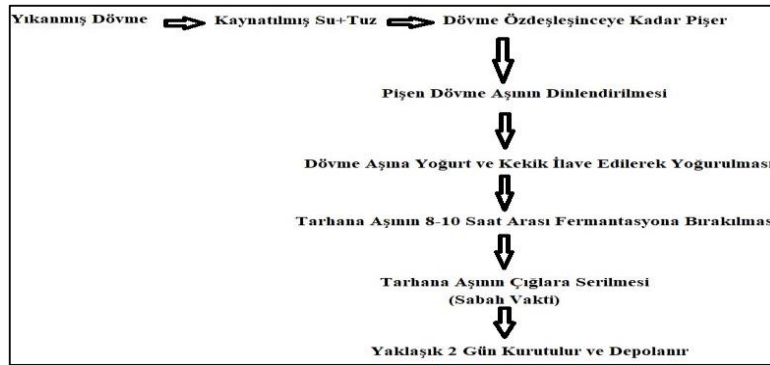 Yıkanmış Dövme
Kaynatılmış Su+Tuz
Dövme Özdeşleşinceye Kadar Pişer
Pişen Dövme Aşının Dinlendirilmesi
Dövme Aşına Yoğurt ve Kekik İlave Edilerek Yoğurulması
Tarhana Aşının 8-10 Saat Arası Fermantasyona Bırakılmas
Tarhana Aşının Çığlara Serilmesi
(Sabah Vakti)
Yaklaşık 2 Gün Kurutulur ve Depolanır